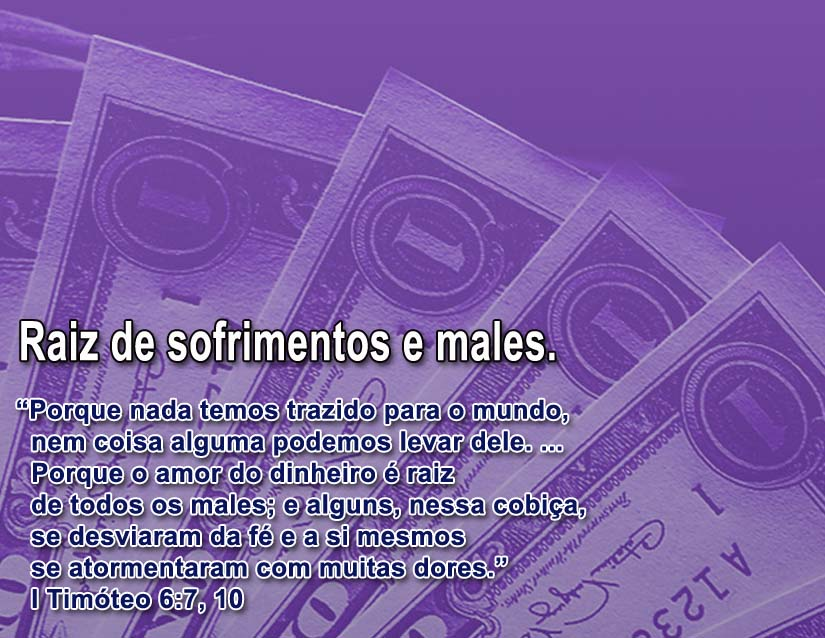 Raiz de sofrimentos e males.
“Porque nada temos trazido para o mundo,
nem coisa alguma podemos levar dele. ...
Porque o amor do dinheiro é raiz
de todos os males; e alguns, nessa cobiça,
se desviaram da fé e a si mesmos
se atormentaram com muitas dores.”
I Timóteo 6:7, 10
1
A123